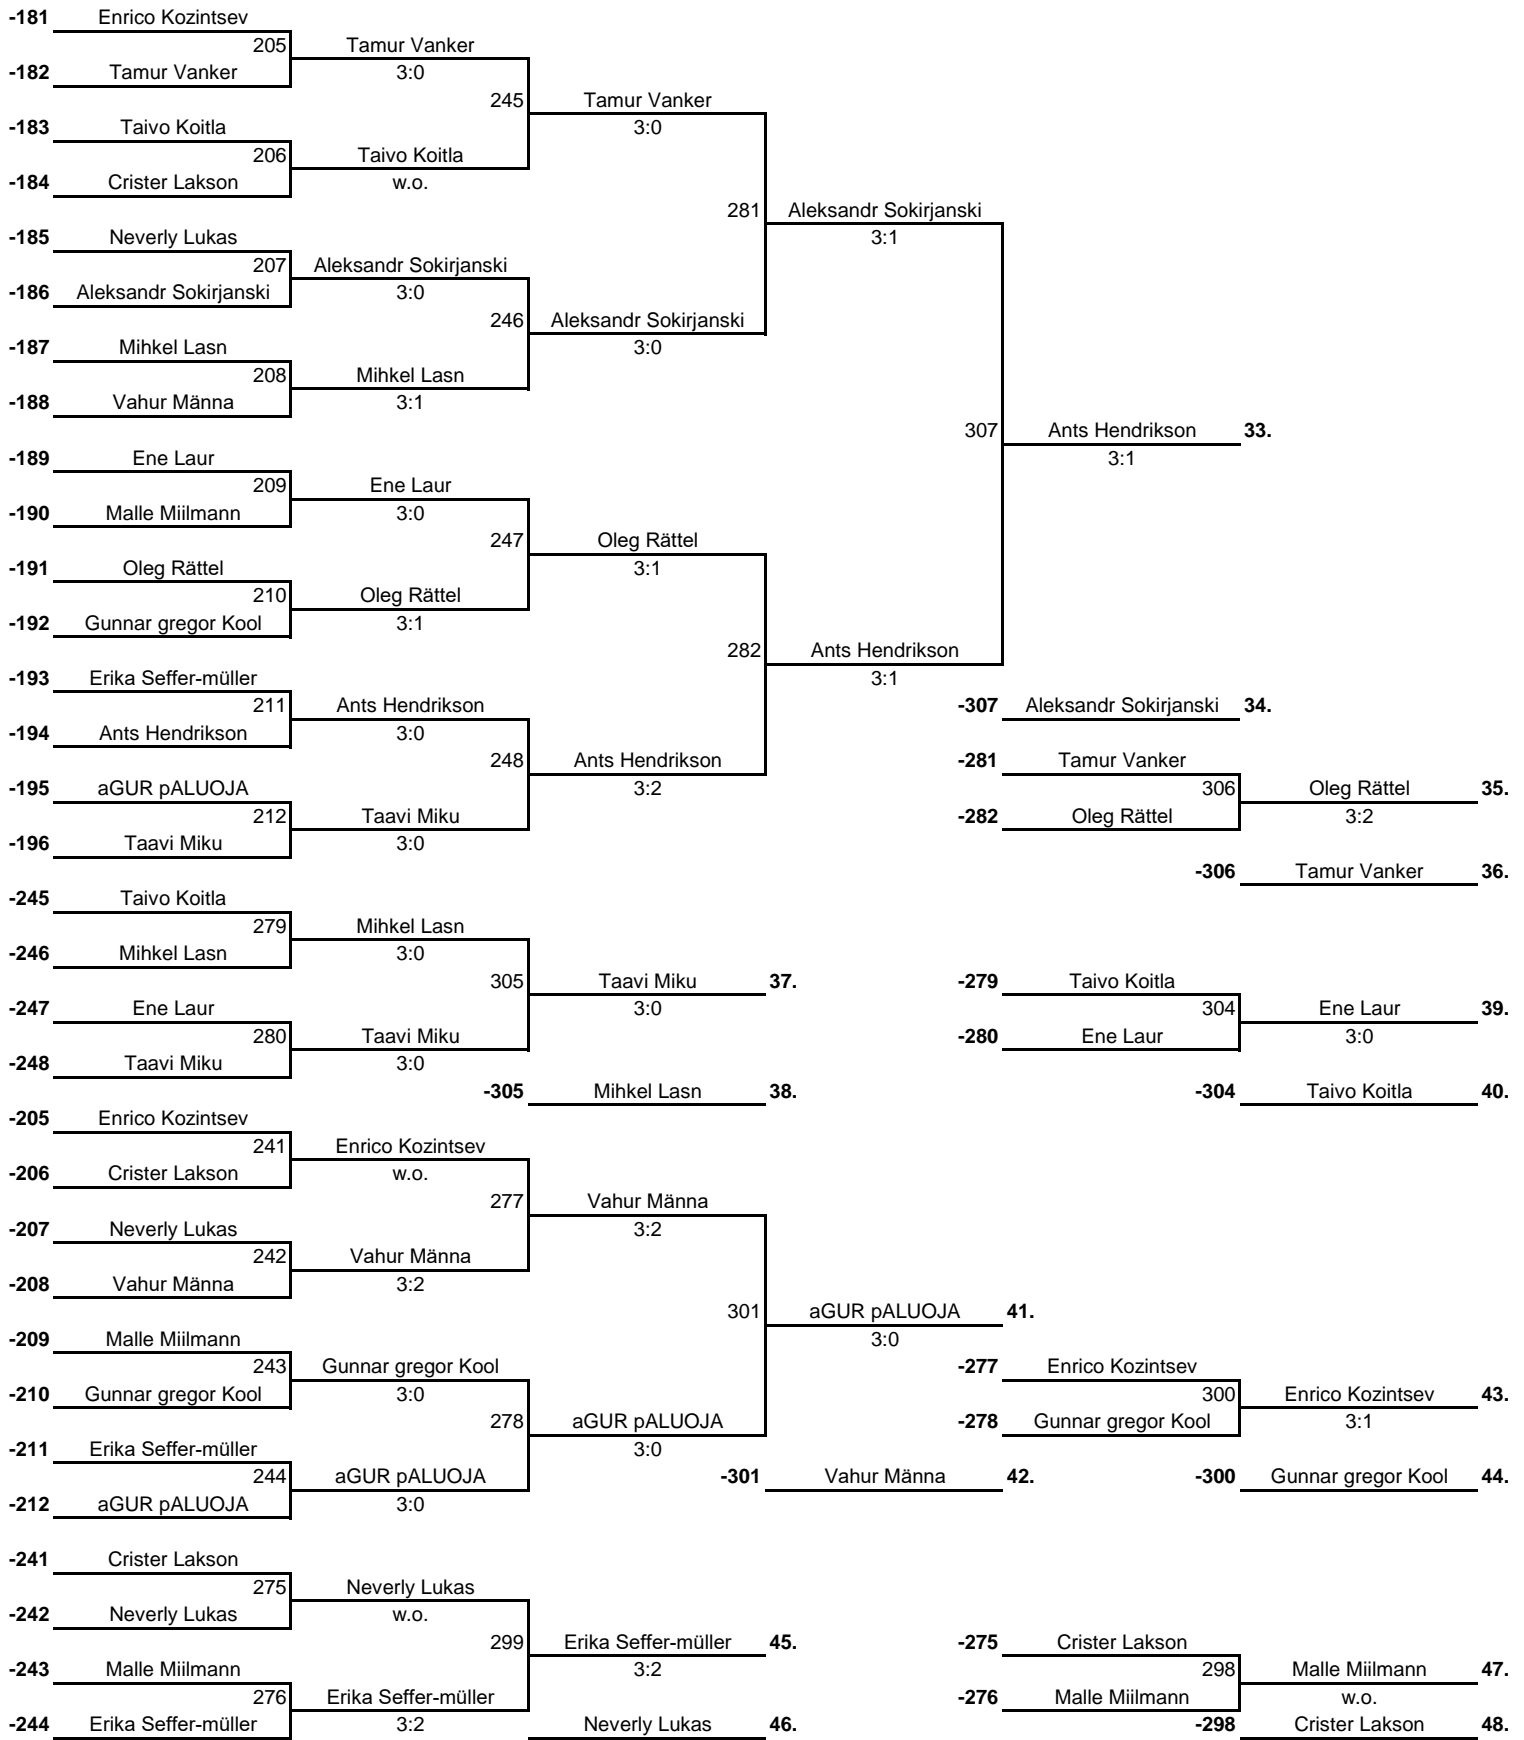 -181 Enrico Kozintsev
205 Tamur Vanker
-182 Tamur Vanker 3:0
245 Tamur Vanker
-183 Taivo Koitla 3:0
206 Taivo Koitla
-184 Crister Lakson w.o.
281 Aleksandr Sokirjanski
-185 Neverly Lukas 3:1
207 Aleksandr Sokirjanski
-186 Aleksandr Sokirjanski 3:0
246 Aleksandr Sokirjanski
-187 Mihkel Lasn 3:0
208 Mihkel Lasn
-188 Vahur Männa 3:1
307 Ants Hendrikson 33.
-189 Ene Laur 3:1
209 Ene Laur
-190 Malle Miilmann 3:0
247 Oleg Rättel
-191 Oleg Rättel 3:1
210 Oleg Rättel
-192 Gunnar gregor Kool 3:1
282 Ants Hendrikson
-193 Erika Seffer-müller 3:1
211 Ants Hendrikson -307 Aleksandr Sokirjanski 34.
-194 Ants Hendrikson 3:0
248 Ants Hendrikson -281 Tamur Vanker
-195 aGUR pALUOJA 3:2 306 Oleg Rättel 35.
212 Taavi Miku -282 Oleg Rättel 3:2
-196 Taavi Miku 3:0
-306 Tamur Vanker 36.
-245 Taivo Koitla
279 Mihkel Lasn
-246 Mihkel Lasn 3:0
305 Taavi Miku 37. -279 Taivo Koitla
-247 Ene Laur 3:0 304 Ene Laur 39.
280 Taavi Miku -280 Ene Laur 3:0
-248 Taavi Miku 3:0
-305 Mihkel Lasn 38. -304 Taivo Koitla 40.
-205 Enrico Kozintsev
241 Enrico Kozintsev
-206 Crister Lakson w.o.
277 Vahur Männa
-207 Neverly Lukas 3:2
242 Vahur Männa
-208 Vahur Männa 3:2
301 aGUR pALUOJA 41.
-209 Malle Miilmann 3:0
243 Gunnar gregor Kool -277 Enrico Kozintsev
-210 Gunnar gregor Kool 3:0 300 Enrico Kozintsev 43.
278 aGUR pALUOJA -278 Gunnar gregor Kool 3:1
-211 Erika Seffer-müller 3:0
244 aGUR pALUOJA -301 Vahur Männa 42. -300 Gunnar gregor Kool 44.
-212 aGUR pALUOJA 3:0
-241 Crister Lakson
275 Neverly Lukas
-242 Neverly Lukas w.o.
299 Erika Seffer-müller 45. -275 Crister Lakson
-243 Malle Miilmann 3:2 298 Malle Miilmann 47.
276 Erika Seffer-müller -276 Malle Miilmann w.o.
-244 Erika Seffer-müller 3:2 Neverly Lukas 46. -298 Crister Lakson 48.